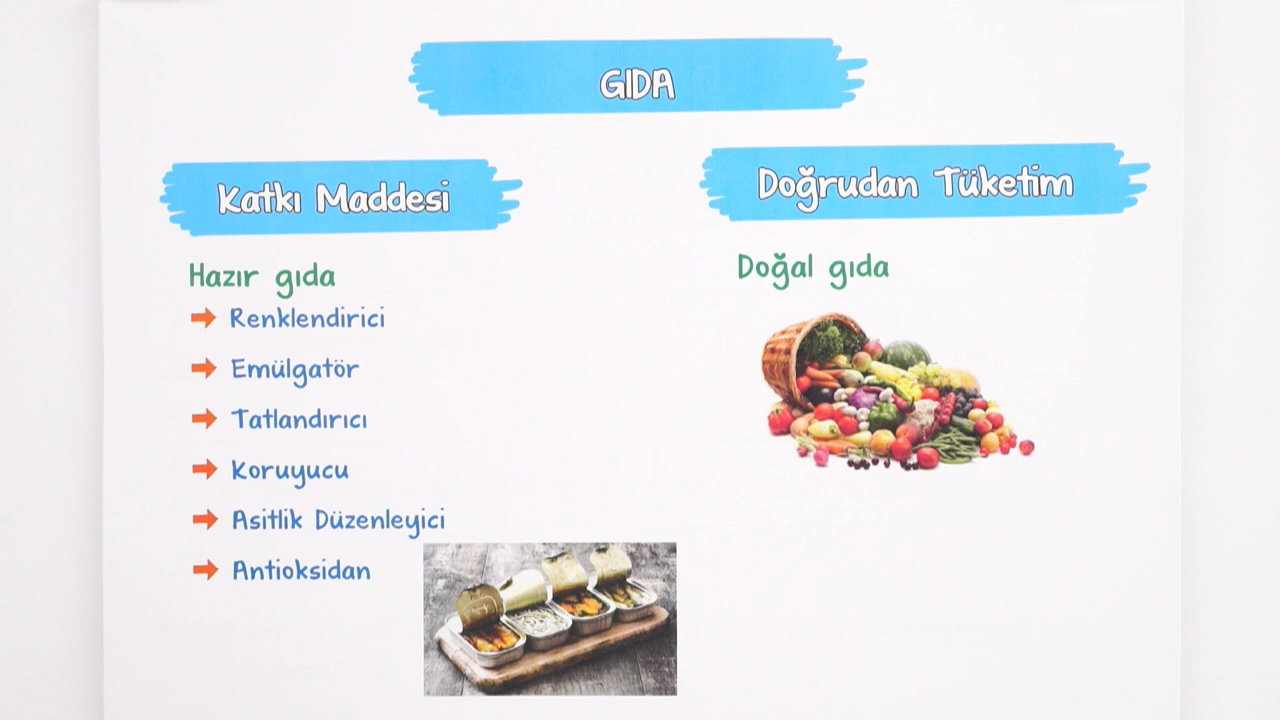 GIDA
Katkı Maddesi
Hazır gıda
Renklendirici
Emülgatör
Tatlandırıcı
Koruyucu
Asitlik Düzenleyici
Antioksidan
Doğrudan Tüketim
Doğal gıda